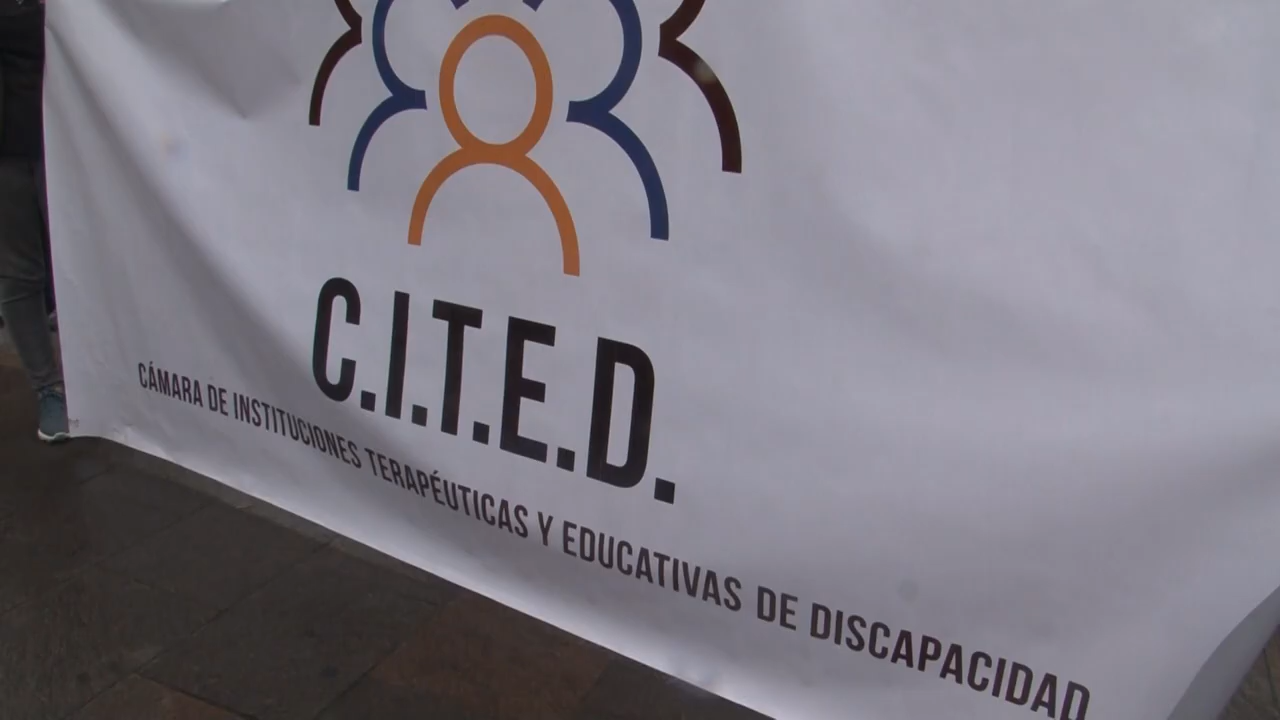 C.I.T.E.D.
CÁMARA DE INSTITUCIONES TERAPÉUTICAS Y EDUCATIVAS DE DISCAPACIDAD